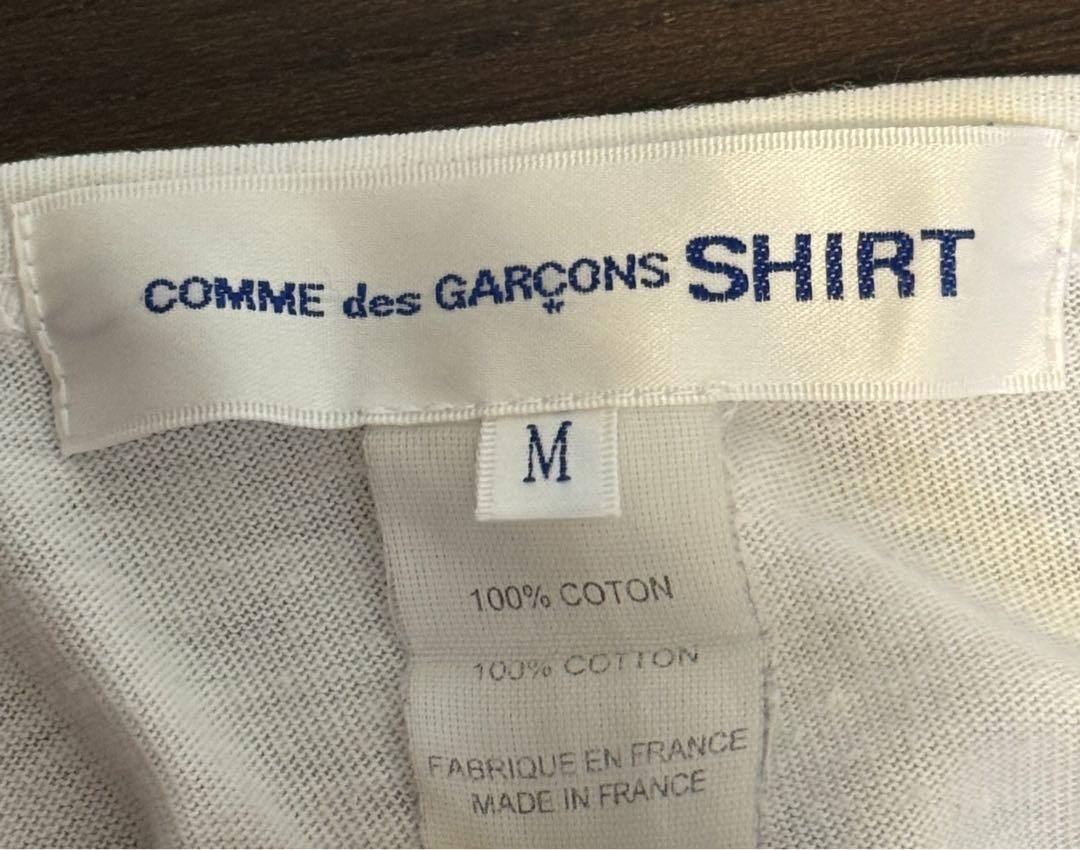 COMME des GARÇONS SHIRT
M
100% COTON
100% COTTON
FABRIQUE EN FRANCE
MADE IN FRANCE